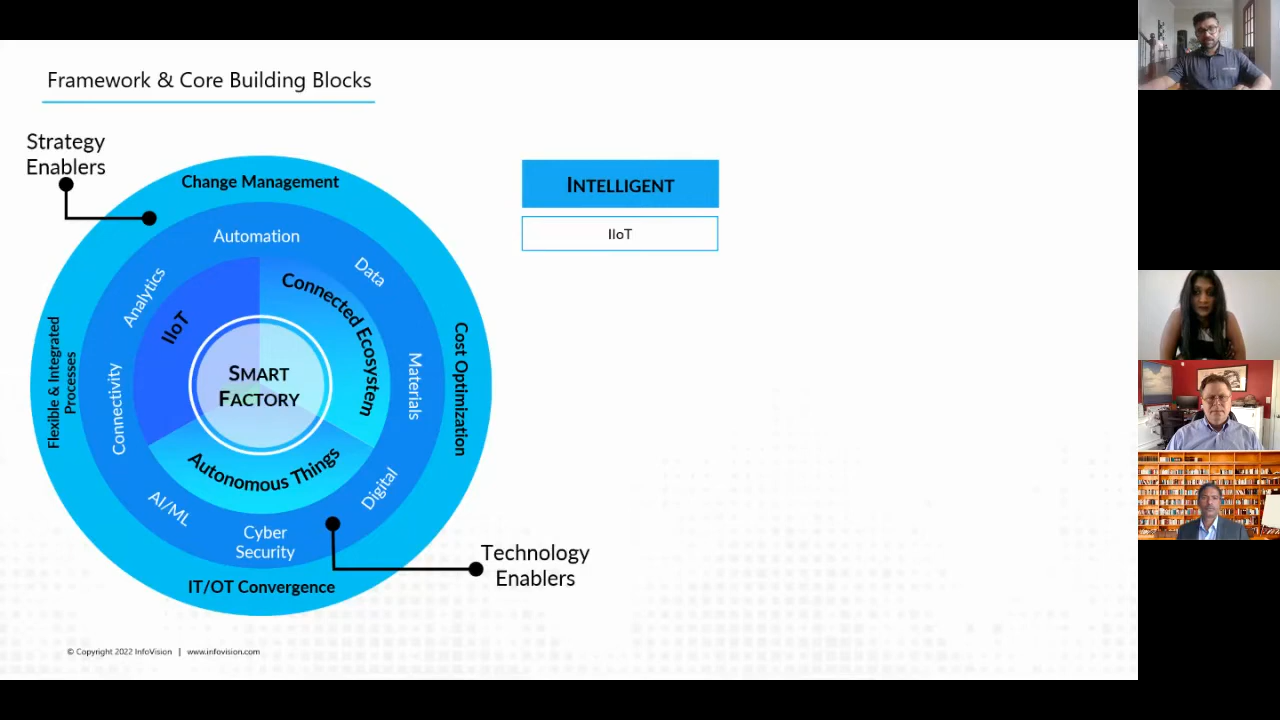 Framework & Core Building Blocks
Strategy
Enablers
Change Management
Automation
Data
Analytics
Connected Ecosystem
IIoT
Flexible & Integrated
Processes
Connectivity
SMART
FACTORY
Materials
Cost Optimization
Autonomous Things
AI/ML
Digital
Cyber
Security
IT/OT Convergence
Technology
Enablers
INTELLIGENT
IIoT
© Copyright 2022 InfoVision | www.infovision.com